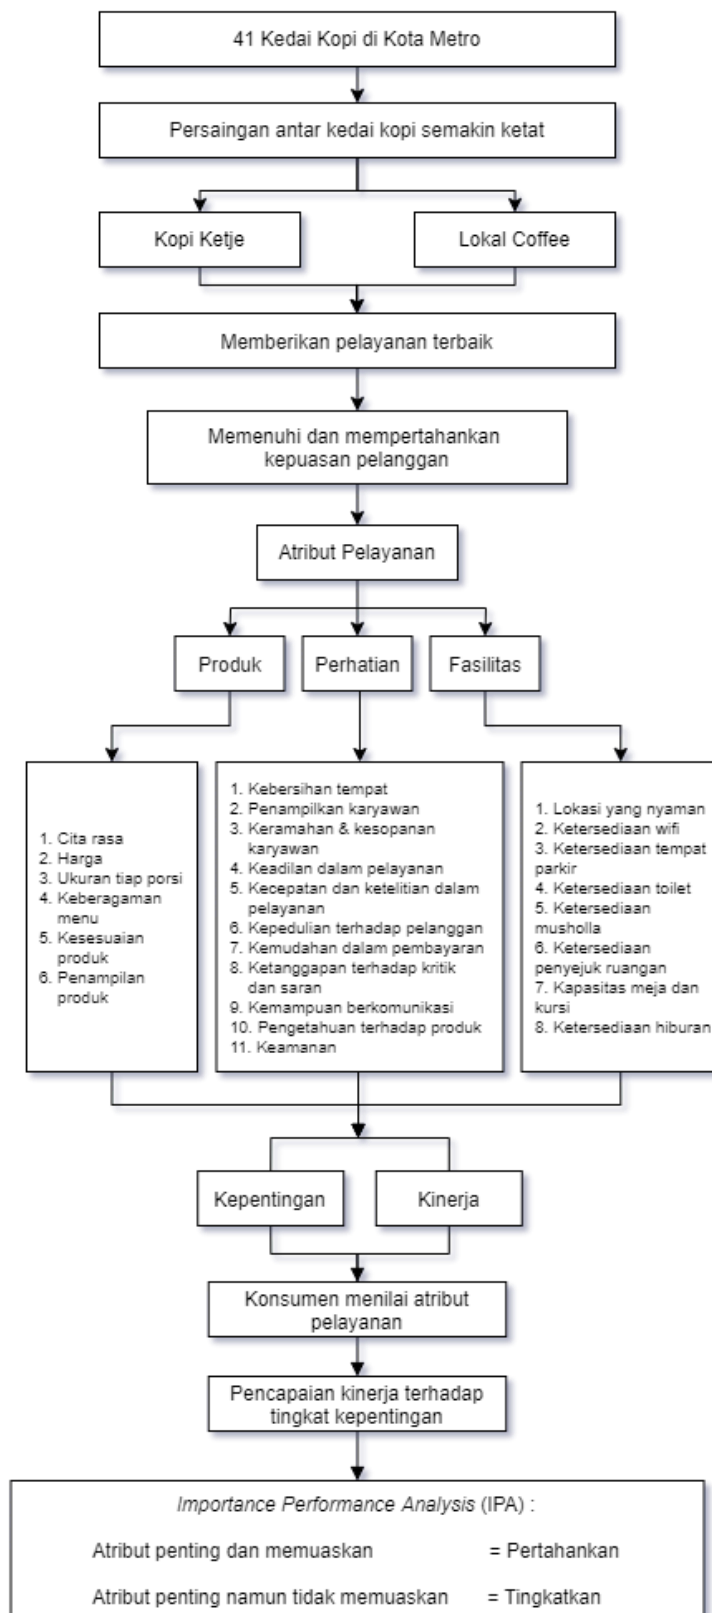 41 Kedai Kopi di Kota Metro
Persaingan antar kedai kopi semakin ketat
Kopi Ketje
Lokal Coffee
Memberikan pelayanan terbaik
Memenuhi dan mempertahankan
kepuasan pelanggan
Atribut Pelayanan
Produk
Perhatian
Fasilitas
1. Cita rasa
2. Harga
3. Ukuran tiap porsi
4. Keberagaman
menu
5. Kesesuaian
produk
6. Penampilan
produk
1. Kebersihan tempat
2. Penampilkan karyawan
3. Keramahan & kesopanan
karyawan
4. Keadilan dalam pelayanan
5. Kecepatan dan ketelitian dalam
pelayanan
6. Kepedulian terhadap pelanggan
7. Kemudahan dalam pembayaran
8. Ketanggapan terhadap kritik
dan saran
9. Kemampuan berkomunikasi
10. Pengetahuan terhadap produk
11. Keamanan
1. Lokasi yang nyaman
2. Ketersediaan wifi
3. Ketersediaan tempat
parkir
4. Ketersediaan toilet
5. Ketersediaan
musholla
6. Ketersediaan
penyejuk ruangan
7. Kapasitas meja dan
kursi
8. Ketersediaan hiburan
Kepentingan
Kinerja
Konsumen menilai atribut
pelayanan
Pencapaian kinerja terhadap
tingkat kepentingan
Importance Performance Analysis (IPA) :
Atribut penting dan memuaskan = Pertahankan
Atribut penting namun tidak memuaskan = Tingkatkan